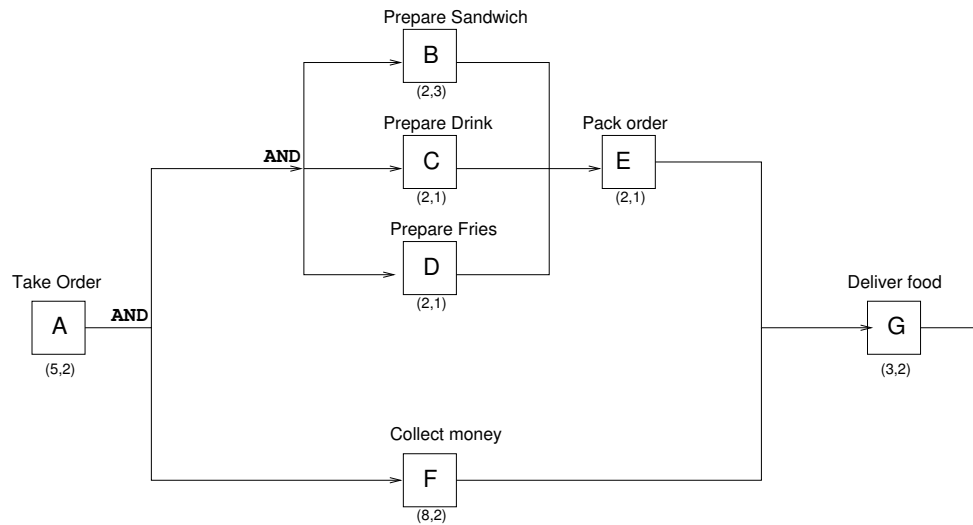 Prepare Sandwich
B
(2,3)
Prepare Drink
Pack order
AND
C
E
(2,1)
(2,1)
Prepare Fries
D
(2,1)
Take Order
Deliver food
AND
A
G
(5,2)
(3,2)
Collect money
F
(8,2)